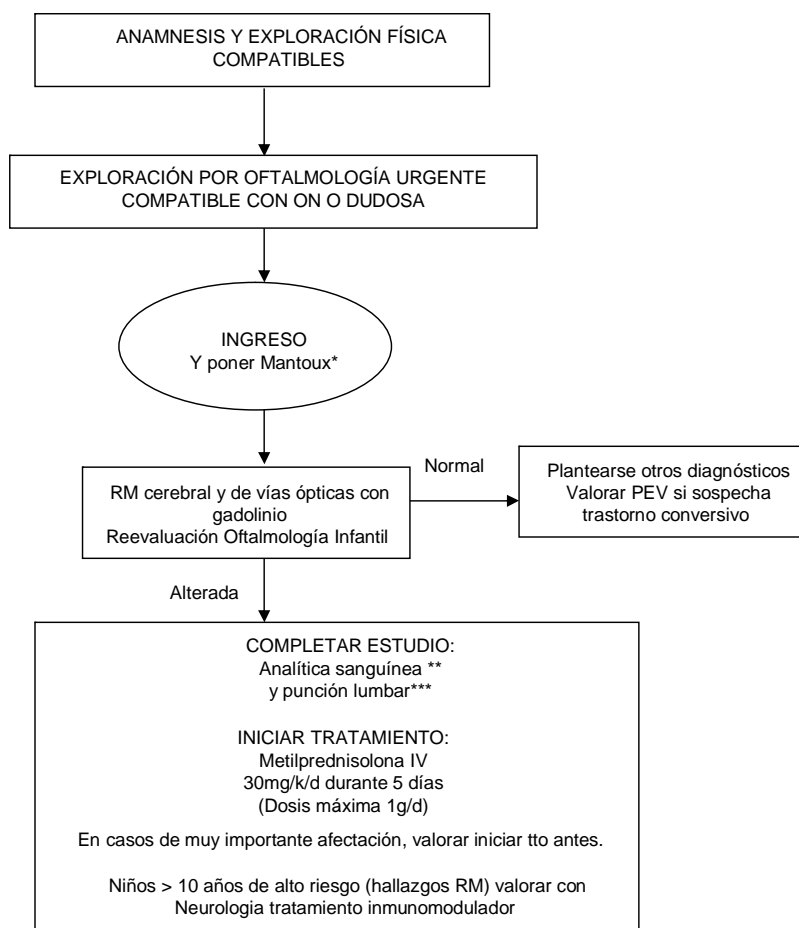 ANAMNESIS Y EXPLORACIÓN FÍSICA
COMPATIBLES
EXPLORACIÓN POR OFTALMOLOGÍA URGENTE
COMPATIBLE CON ON O DUDOSA
INGRESO
Y poner Mantoux*
RM cerebral y de vías ópticas con
gadolinio
Reevaluación Oftalmología Infantil
Normal
Plantearse otros diagnósticos
Valorar PEV si sospecha
trastorno conversivo
Alterada
COMPLETAR ESTUDIO:
Analítica sanguínea **
y punción lumbar***
INICIAR TRATAMIENTO:
Metilprednisolona IV
30mg/k/d durante 5 días
(Dosis máxima 1g/d)
En casos de muy importante afectación, valorar iniciar tto antes.
Niños > 10 años de alto riesgo (hallazgos RM) valorar con
Neurologia tratamiento inmunomodulador